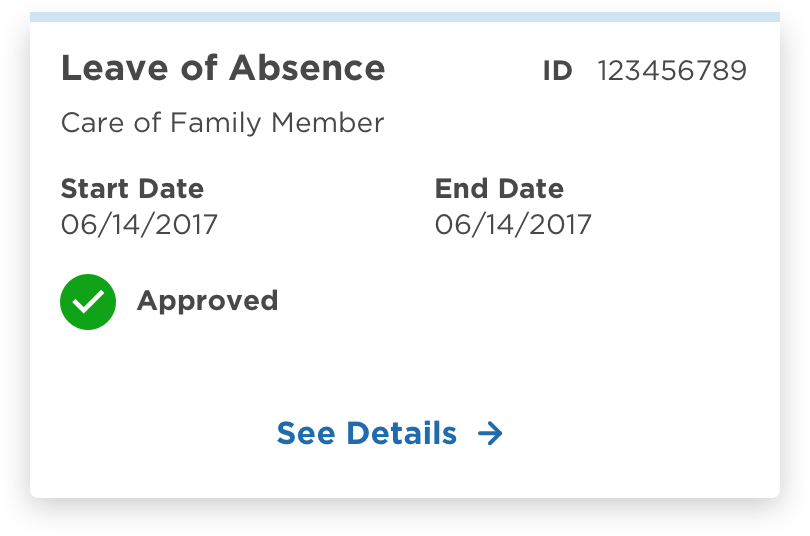 Leave of Absence ID 123456789
Care of Family Member
Start Date End Date
06/14/2017 06/14/2017
Approved
See Details →